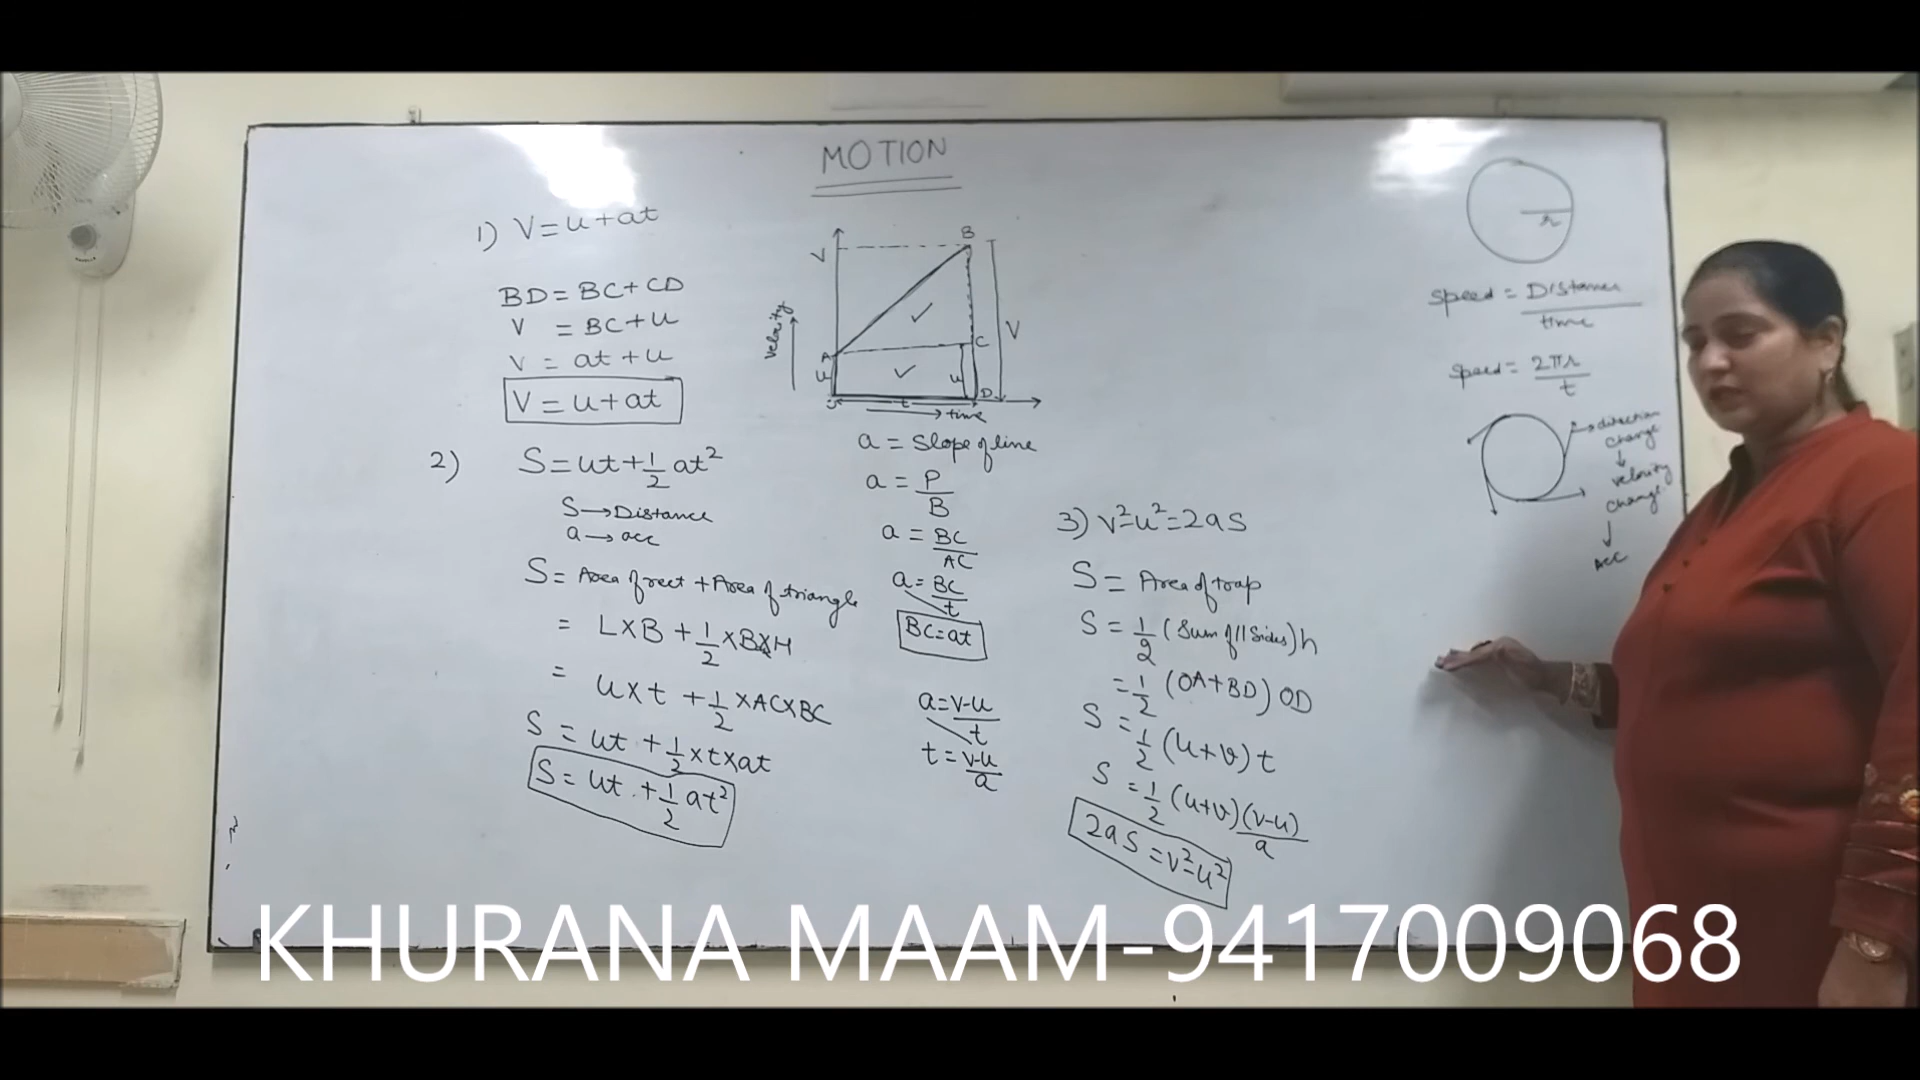 MOTION
1) V = u + at
BD = BC + CD
V = BC + u
V = at + u
V = u + at
2) S = ut + 1/2 at²
S → Distance
a → acc
S = Area of rect + Area of triangle
= L × B + 1/2 × B × H
= u × t + 1/2 × AC × BC
S = ut + 1/2 × t × at
S = ut + 1/2 at²
velocity
V
B
A
u
C
V
u
D
t
→ time
a = Slope of line
a = P/B
a = BC/AC
a = BC/t
BC = at
a = v-u/t
t = v-u/a
3) v²-u² = 2aS
S = Area of trap
S = 1/2 (Sum of || Sides) h
= 1/2 (OA + BD) OD
S = 1/2 (u + v) t
S = 1/2 (u + v) (v-u)/a
2aS = v²-u²
r
Speed = Distance/time
Speed = 2πr/t
→ direction
change
↓
velocity
change
↓
Acc
KHURANA MAAM-9417009068